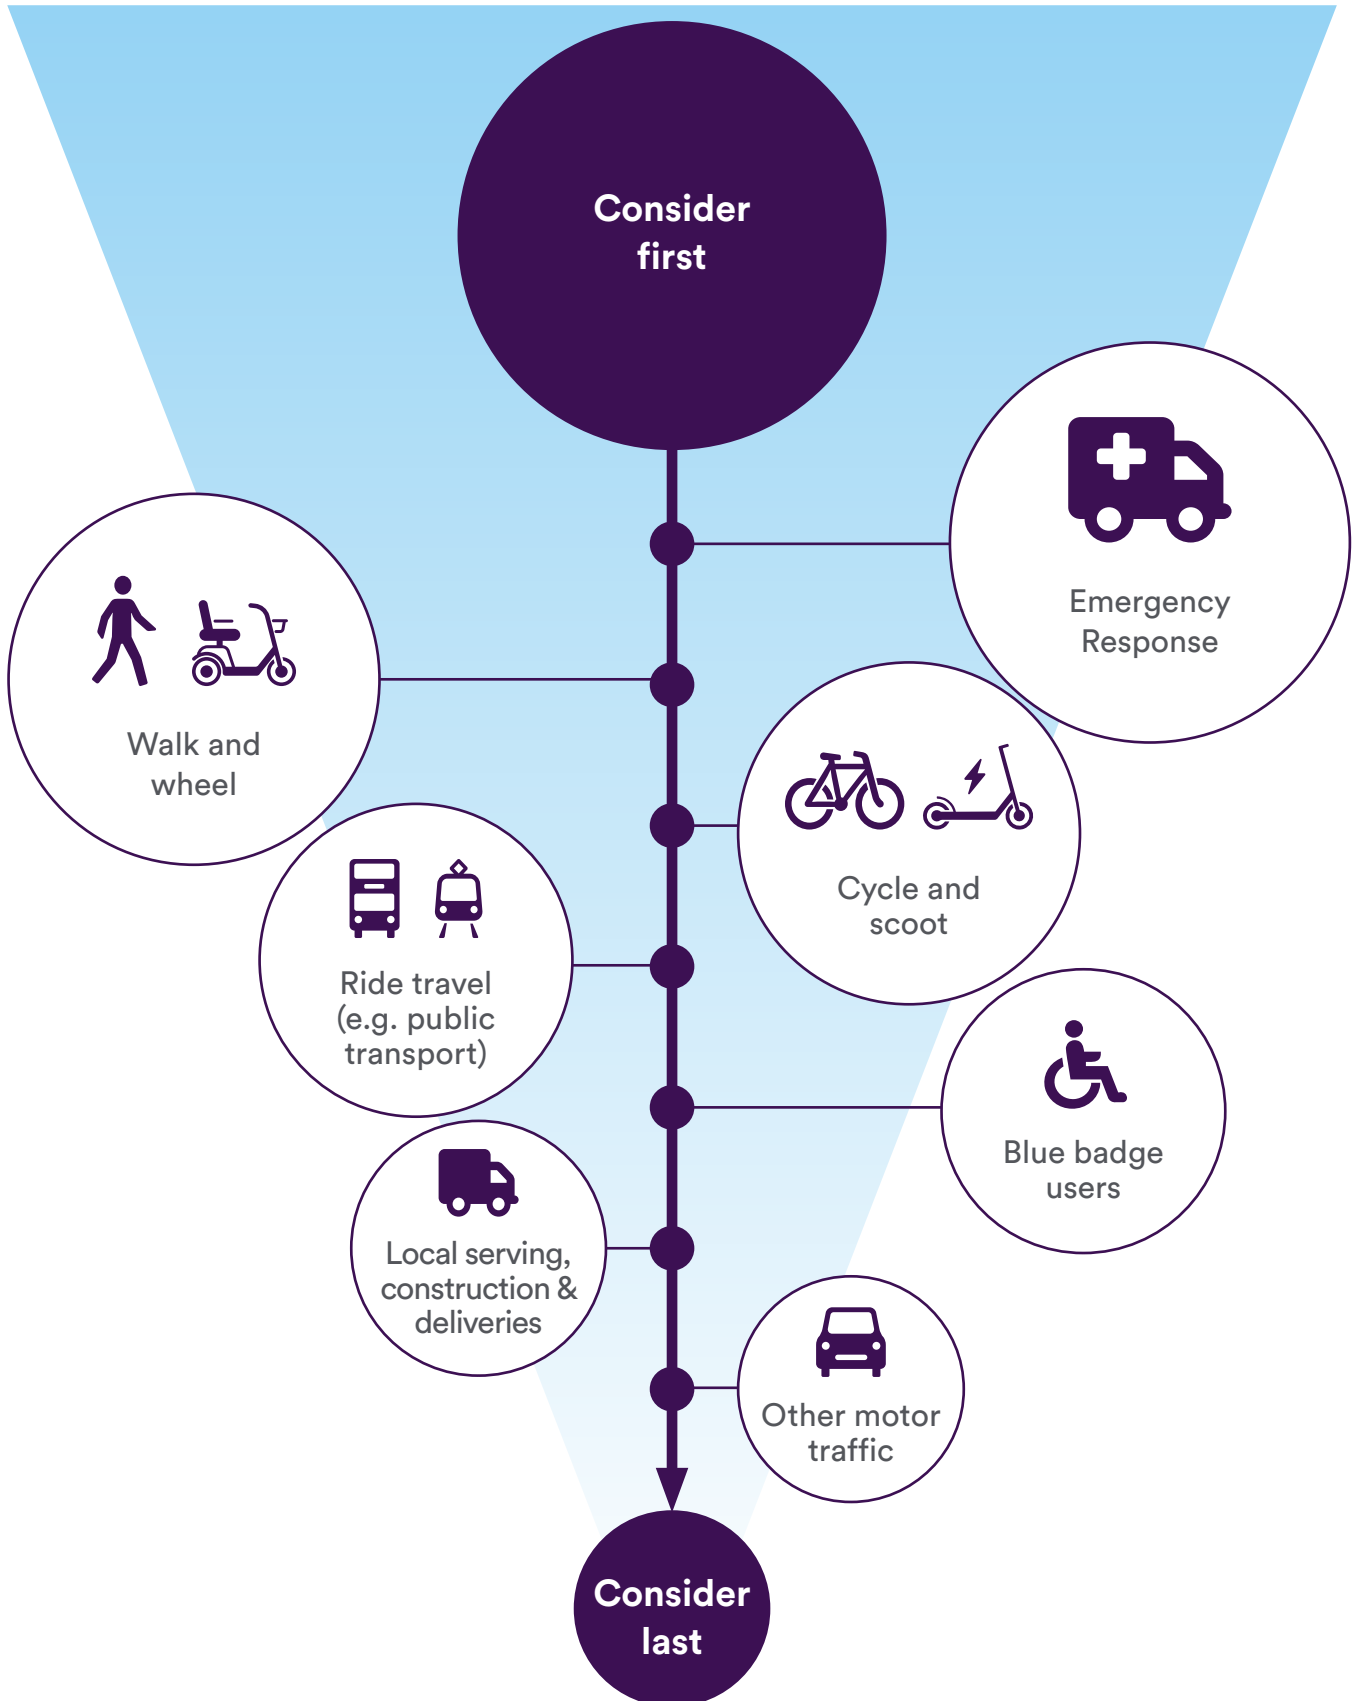 Consider
first
Emergency
Response
Walk and
wheel
Cycle and
scoot
Ride travel
(e.g. public
transport)
Blue badge
users
Local serving,
construction &
deliveries
Other motor
traffic
Consider
last